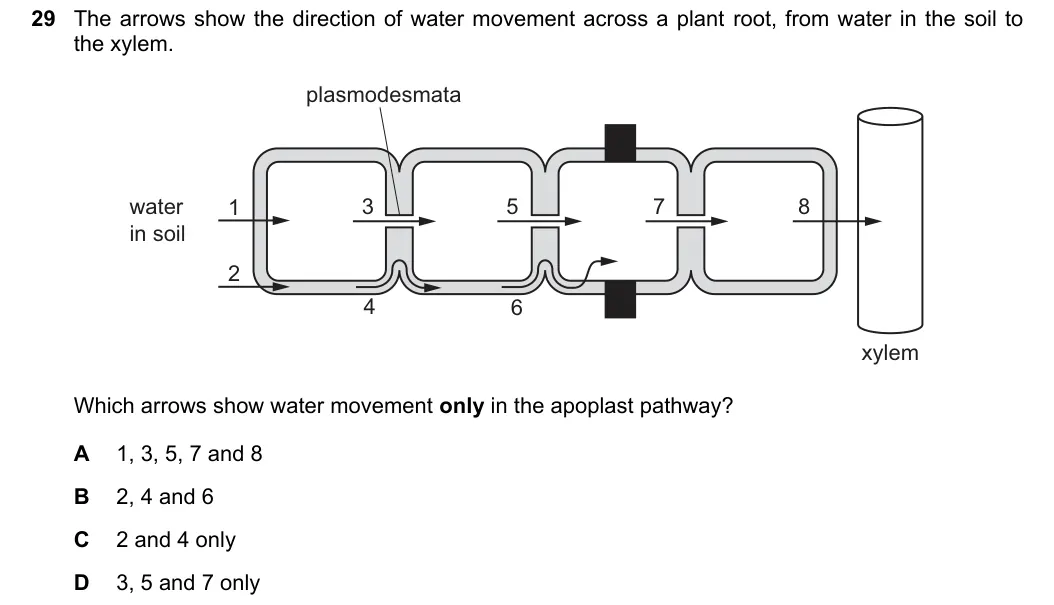 29 The arrows show the direction of water movement across a plant root, from water in the soil to
the xylem.
plasmodesmata
water
in soil
1
2
3
4
5
6
7
8
xylem
Which arrows show water movement only in the apoplast pathway?
A 1, 3, 5, 7 and 8
B 2, 4 and 6
C 2 and 4 only
D 3, 5 and 7 only